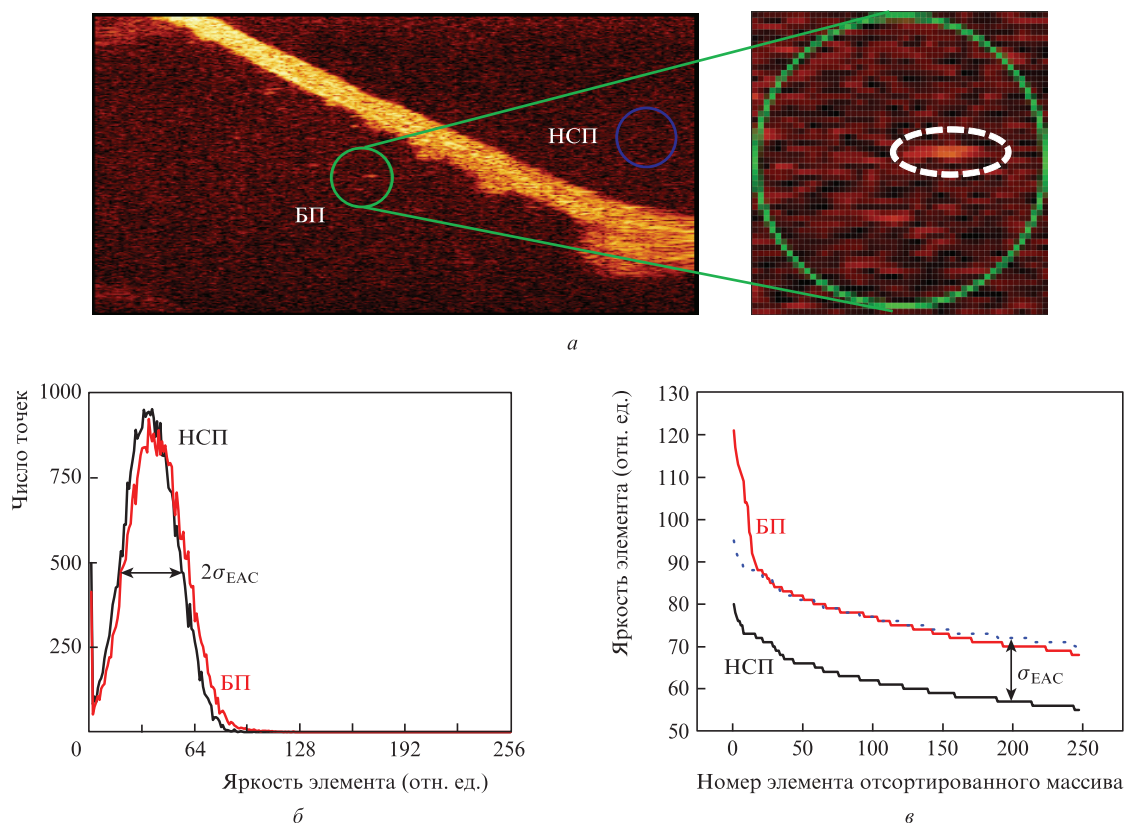 НСП
БП
а
1000
750
500
250
0
64
128
192
256
Число точек
НСП
2σEAC
БП
Яркость элемента (отн. ед.)
б
130
120
110
100
90
80
70
60
50
0
50
100
150
200
250
Яркость элемента (отн. ед.)
БП
НСП
σEAC
Номер элемента отсортированного массива
в